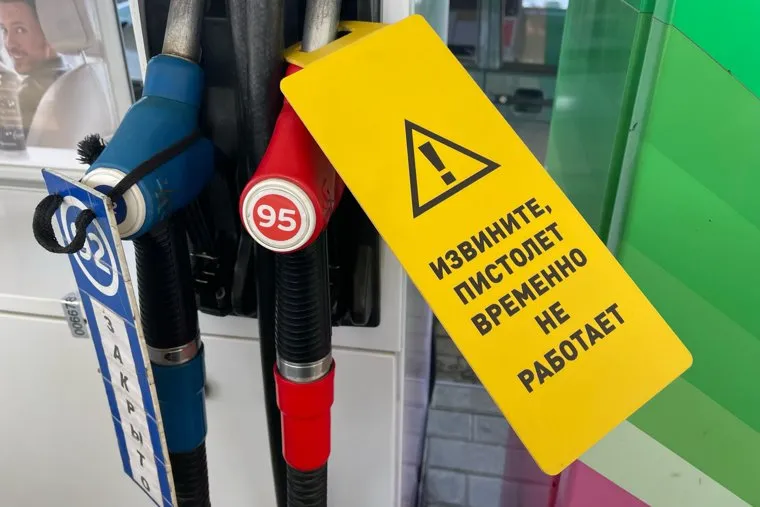 95
!
ИЗВИНИТЕ,
ПИСТОЛЕТ
ВРЕМЕННО
НЕ
РАБОТАЕТ
92
ЗАКРЫТО